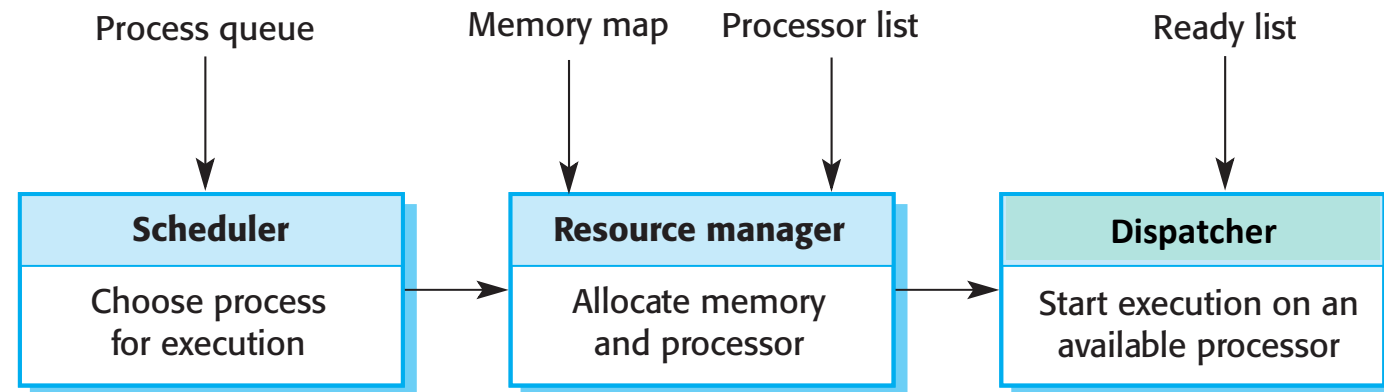 Process queue
Memory map
Processor list
Ready list
Scheduler
Choose process
for execution
Resource manager
Allocate memory
and processor
Dispatcher
Start execution on an
available processor